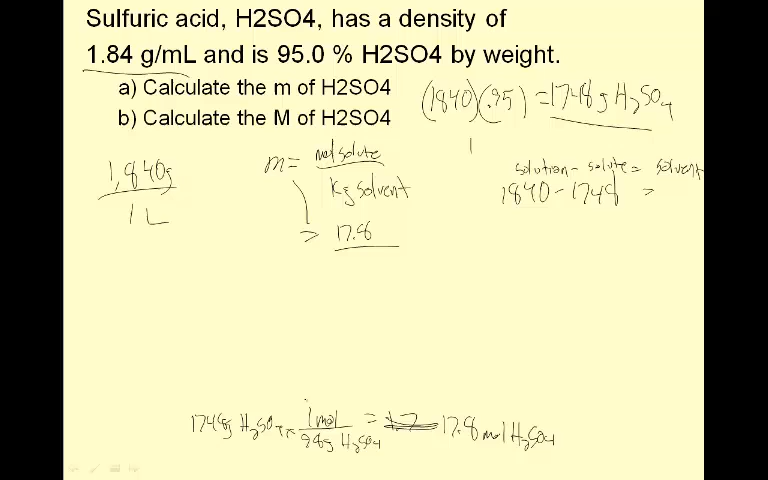 Sulfuric acid, H2SO4, has a density of
1.84 g/mL and is 95.0 % H2SO4 by weight.
a) Calculate the m of H2SO4
b) Calculate the M of H2SO4
(1840)(.95) = 1748g H2SO4
1,840g
1 L
m = mol solute
kg solvent
= 17.8
solution - solute = solvent
1840 - 1748 =
1748g H2SO4 x 1 mol = 17.8 mol H2SO4
98g H2SO4